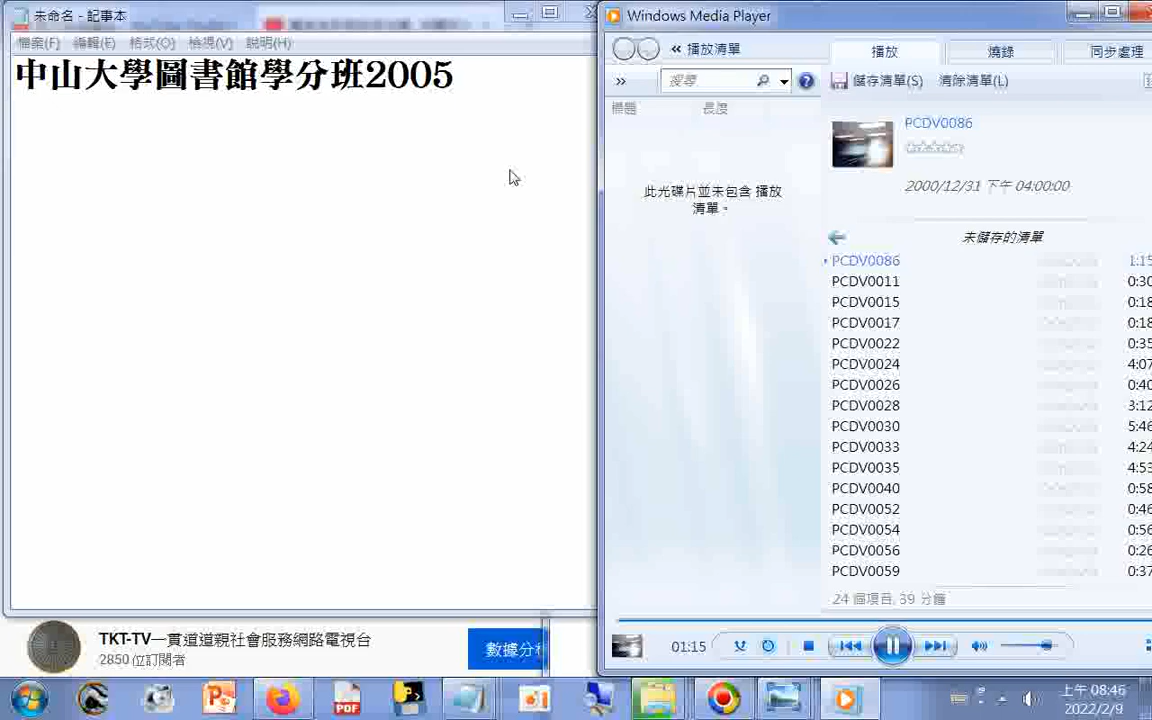 未命名 - 記事本
檔案(F) 編輯(E) 格式(O) 檢視(V) 說明(H)
中山大學圖書館學分班2005
TKT-TV一貫道道親社會服務網路電視台
2850 位訂閱者
數據分
Windows Media Player
« 播放清單
播放 燒錄 同步處理
» 搜尋
儲存清單(S) 清除清單(L)
標題 長度
此光碟片並未包含 播放
清單。
PCDV0086
2000/12/31 下午 04:00:00
未儲存的清單
PCDV0086 1:15
PCDV0011 0:30
PCDV0015 0:18
PCDV0017 0:18
PCDV0022 0:35
PCDV0024 4:07
PCDV0026 0:40
PCDV0028 3:12
PCDV0030 5:46
PCDV0033 4:24
PCDV0035 4:53
PCDV0040 0:58
PCDV0052 0:46
PCDV0054 0:56
PCDV0056 0:26
PCDV0059 0:37
24 個項目, 39 分鐘
01:15
PDF
上午 08:46
2022/2/9